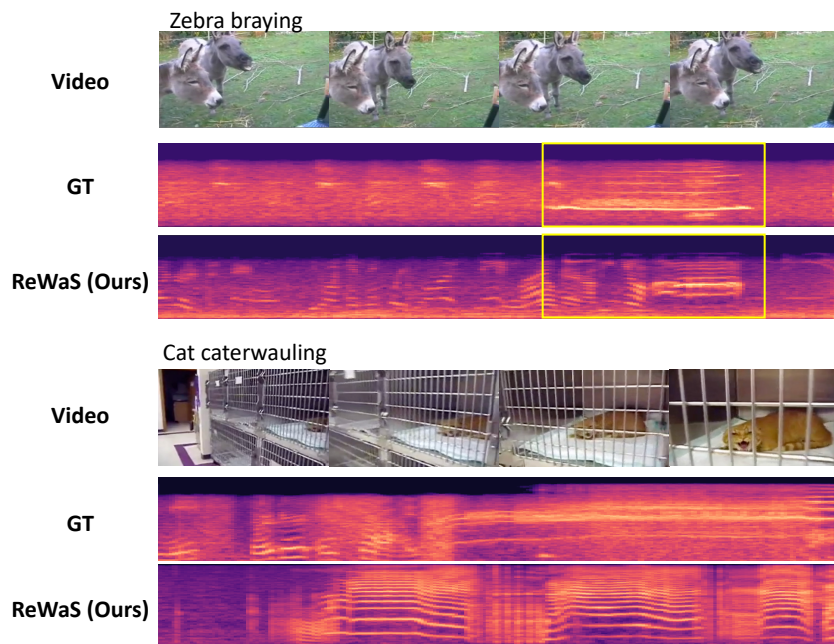 Zebra braying
Video
GT
ReWaS (Ours)
Cat caterwauling
Video
GT
ReWaS (Ours)